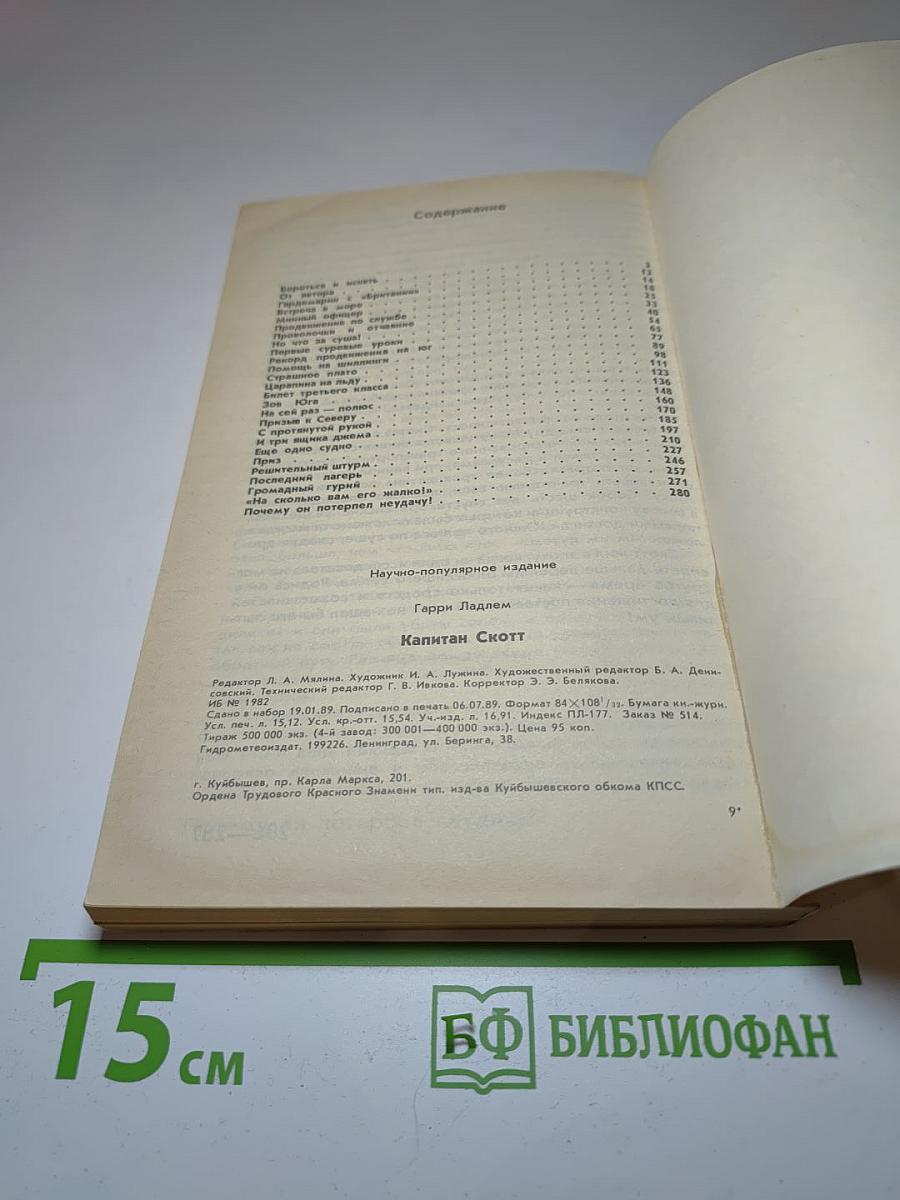 Содержание
Бороться и искать
От автора 12
Гардемарин с «Британии» 14
Встреча в море 18
Минный офицер 25
Продвижение по службе 33
Проволочки и отчаяние 40
Но что за суша! 54
Первые суровые уроки 65
Рекорд продвижения на юг 77
Помощь на шиллинги 89
Страшное плато 98
Царапина на льду 111
Билет третьего класса 123
Зов Юга 136
На сей раз — полюс 148
Призыв к Северу 160
С протянутой рукой 170
И три ящика джема 185
Еще одно судно 197
Приз 210
Решительный штурм 227
Последний лагерь 246
Громадный гурий 257
«На сколько вам его жалко!» 271
Почему он потерпел неудачу! 280
Научно-популярное издание
Гарри Ладлем
Капитан Скотт
Редактор Л. А. Мялина. Художник И. А. Лужина. Художественный редактор Б. А. Дени-
совский. Технический редактор Г. В. Ивкова. Корректор Э. Э. Белякова.
ИБ № 1982
Сдано в набор 19.01.89. Подписано в печать 06.07.89. Формат 84×108¹/₃₂. Бумага кн.-журн.
Усл. печ. л. 15,12. Усл. кр.-отт. 15,54. Уч.-изд. л. 16,91. Индекс ПЛ-177. Заказ № 514.
Тираж 500 000 экз. (4-й завод: 300 001—400 000 экз.). Цена 95 коп.
Гидрометеоиздат. 199226. Ленинград, ул. Беринга, 38.
г. Куйбышев, пр. Карла Маркса, 201.
Ордена Трудового Красного Знамени тип. изд-ва Куйбышевского обкома КПСС.
9*
15 см
БФ БИБЛИОФАН